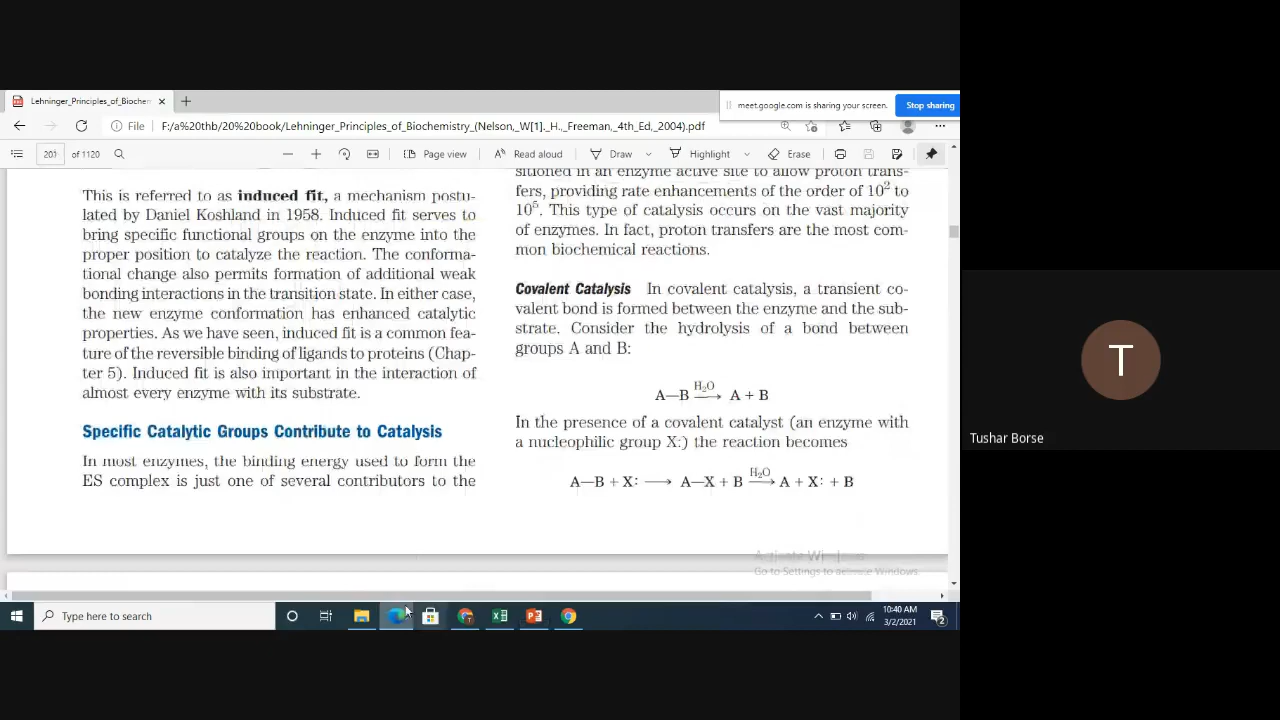 Lehninger_Principles_of_Biochem
meet.google.com is sharing your screen.
Stop sharing
File
F:/a%20%20b/%20%20book/Lehninger_Principles_of_Biochemistry_(Nelson,_W[1]._H._Freeman,_4th_Ed,_2004).pdf
201 of 1120
Page view
Read aloud
Draw
Highlight
Erase
This is referred to as induced fit, a mechanism postu-
lated by Daniel Koshland in 1958. Induced fit serves to
bring specific functional groups on the enzyme into the
proper position to catalyze the reaction. The conforma-
tional change also permits formation of additional weak
bonding interactions in the transition state. In either case,
the new enzyme conformation has enhanced catalytic
properties. As we have seen, induced fit is a common fea-
ture of the reversible binding of ligands to proteins (Chap-
ter 5). Induced fit is also important in the interaction of
almost every enzyme with its substrate.
Specific Catalytic Groups Contribute to Catalysis
In most enzymes, the binding energy used to form the
ES complex is just one of several contributors to the
sitioned in an enzyme active site to allow proton trans-
fers, providing rate enhancements of the order of 10² to
10⁵. This type of catalysis occurs on the vast majority
of enzymes. In fact, proton transfers are the most com-
mon biochemical reactions.
Covalent Catalysis In covalent catalysis, a transient co-
valent bond is formed between the enzyme and the sub-
strate. Consider the hydrolysis of a bond between
groups A and B:
H₂O
A—B ⟶ A + B
In the presence of a covalent catalyst (an enzyme with
a nucleophilic group X:) the reaction becomes
H₂O
A—B + X: ⟶ A—X + B ⟶ A + X: + B
Activate Windows
Go to Settings to activate Windows.
Type here to search
10:40 AM
3/2/2021
2
T
Tushar Borse